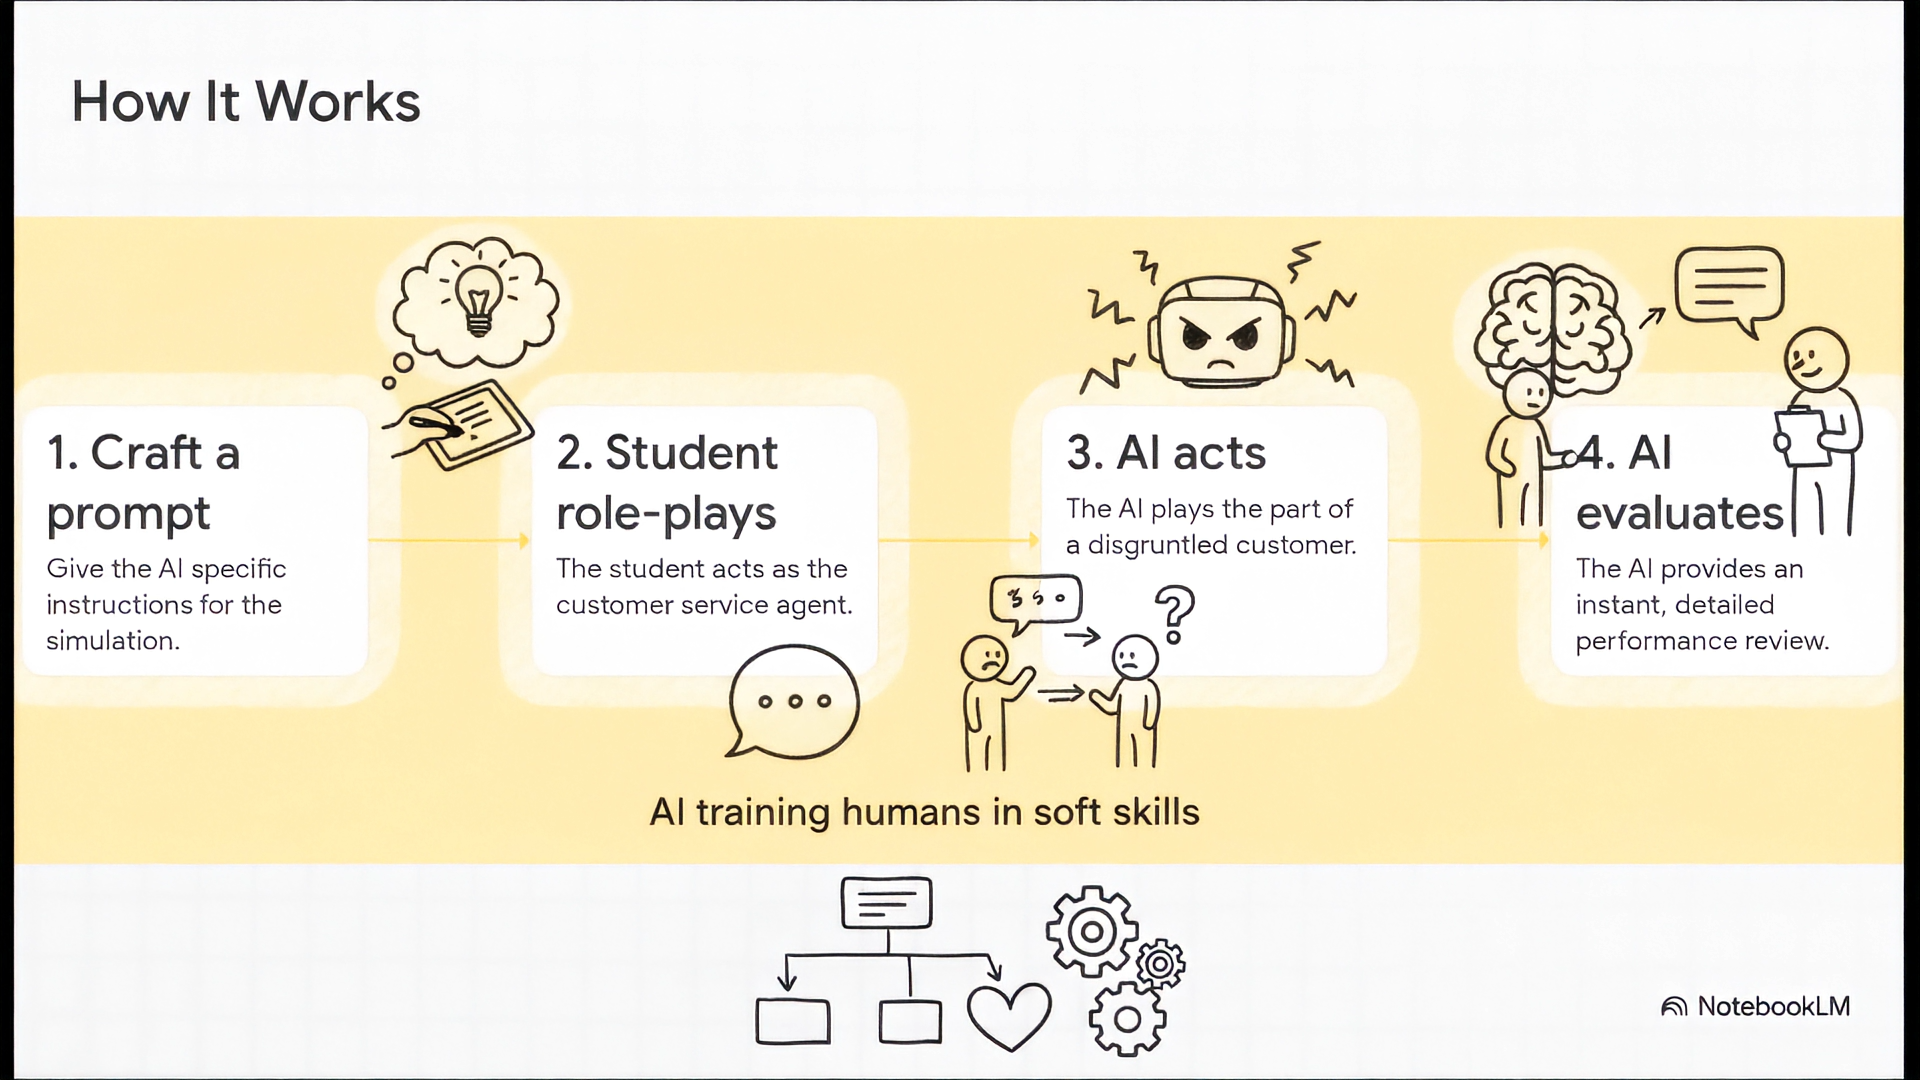 How It Works
1. Craft a
prompt
Give the AI specific
instructions for the
simulation.
2. Student
role-plays
The student acts as the
customer service agent.
3. AI acts
The AI plays the part of
a disgruntled customer.
4. AI
evaluates
The AI provides an
instant, detailed
performance review.
AI training humans in soft skills
NotebookLM